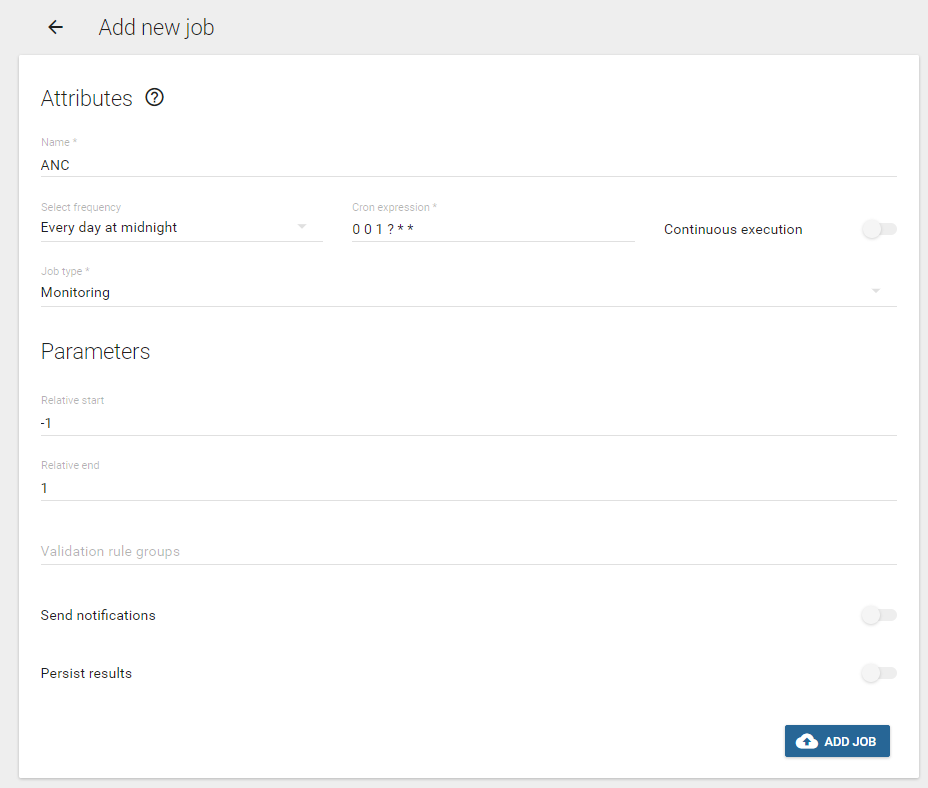 Add new job
Attributes
Name *
ANC
Select frequency
Every day at midnight
Cron expression *
0 0 1 ? * *
Continuous execution
Job type *
Monitoring
Parameters
Relative start
-1
Relative end
1
Validation rule groups
Send notifications
Persist results
ADD JOB